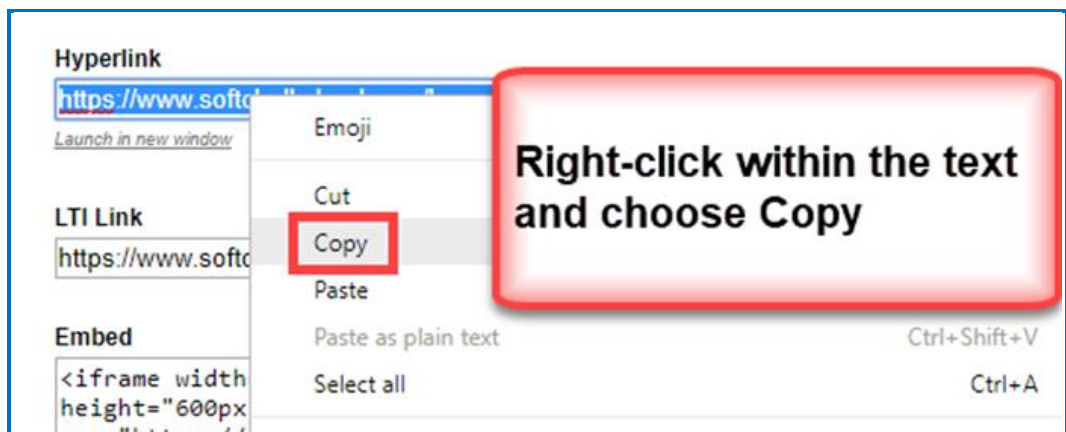 Hyperlink
https://www.softc
Launch in new window
LTI Link
https://www.softc
Embed
<iframe width
height="600px
Emoji
Cut
Copy
Paste
Paste as plain text Ctrl+Shift+V
Select all Ctrl+A
Right-click within the text
and choose Copy